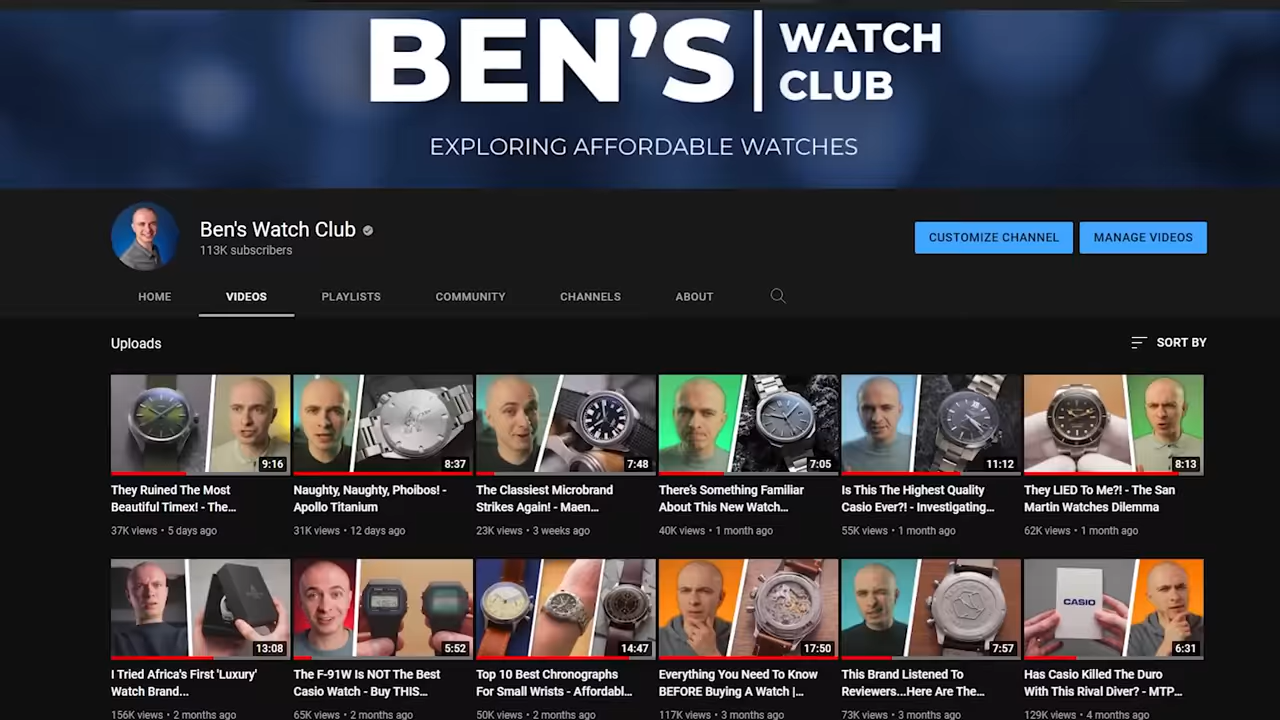 BEN'S
WATCH
CLUB
EXPLORING AFFORDABLE WATCHES
Ben's Watch Club
113K subscribers
CUSTOMIZE CHANNEL
MANAGE VIDEOS
HOME
VIDEOS
PLAYLISTS
COMMUNITY
CHANNELS
ABOUT
Uploads
SORT BY
9:16
They Ruined The Most
Beautiful Timex! - The...
37K views • 5 days ago
8:37
Naughty, Naughty, Phoibos! -
Apollo Titanium
31K views • 12 days ago
7:48
The Classiest Microbrand
Strikes Again! - Maen...
23K views • 3 weeks ago
7:05
There's Something Familiar
About This New Watch...
40K views • 1 month ago
11:12
Is This The Highest Quality
Casio Ever?! - Investigating...
55K views • 1 month ago
8:13
They LIED To Me?! - The San
Martin Watches Dilemma
62K views • 1 month ago
13:08
I Tried Africa's First 'Luxury'
Watch Brand...
156K views • 2 months ago
5:52
The F-91W Is NOT The Best
Casio Watch - Buy THIS...
65K views • 2 months ago
14:47
Top 10 Best Chronographs
For Small Wrists - Affordabl...
50K views • 2 months ago
17:50
Everything You Need To Know
BEFORE Buying A Watch |...
117K views • 3 months ago
7:57
This Brand Listened To
Reviewers...Here Are The...
73K views • 3 months ago
CASIO
6:31
Has Casio Killed The Duro
With This Rival Diver? - MTP...
129K views • 4 months ago